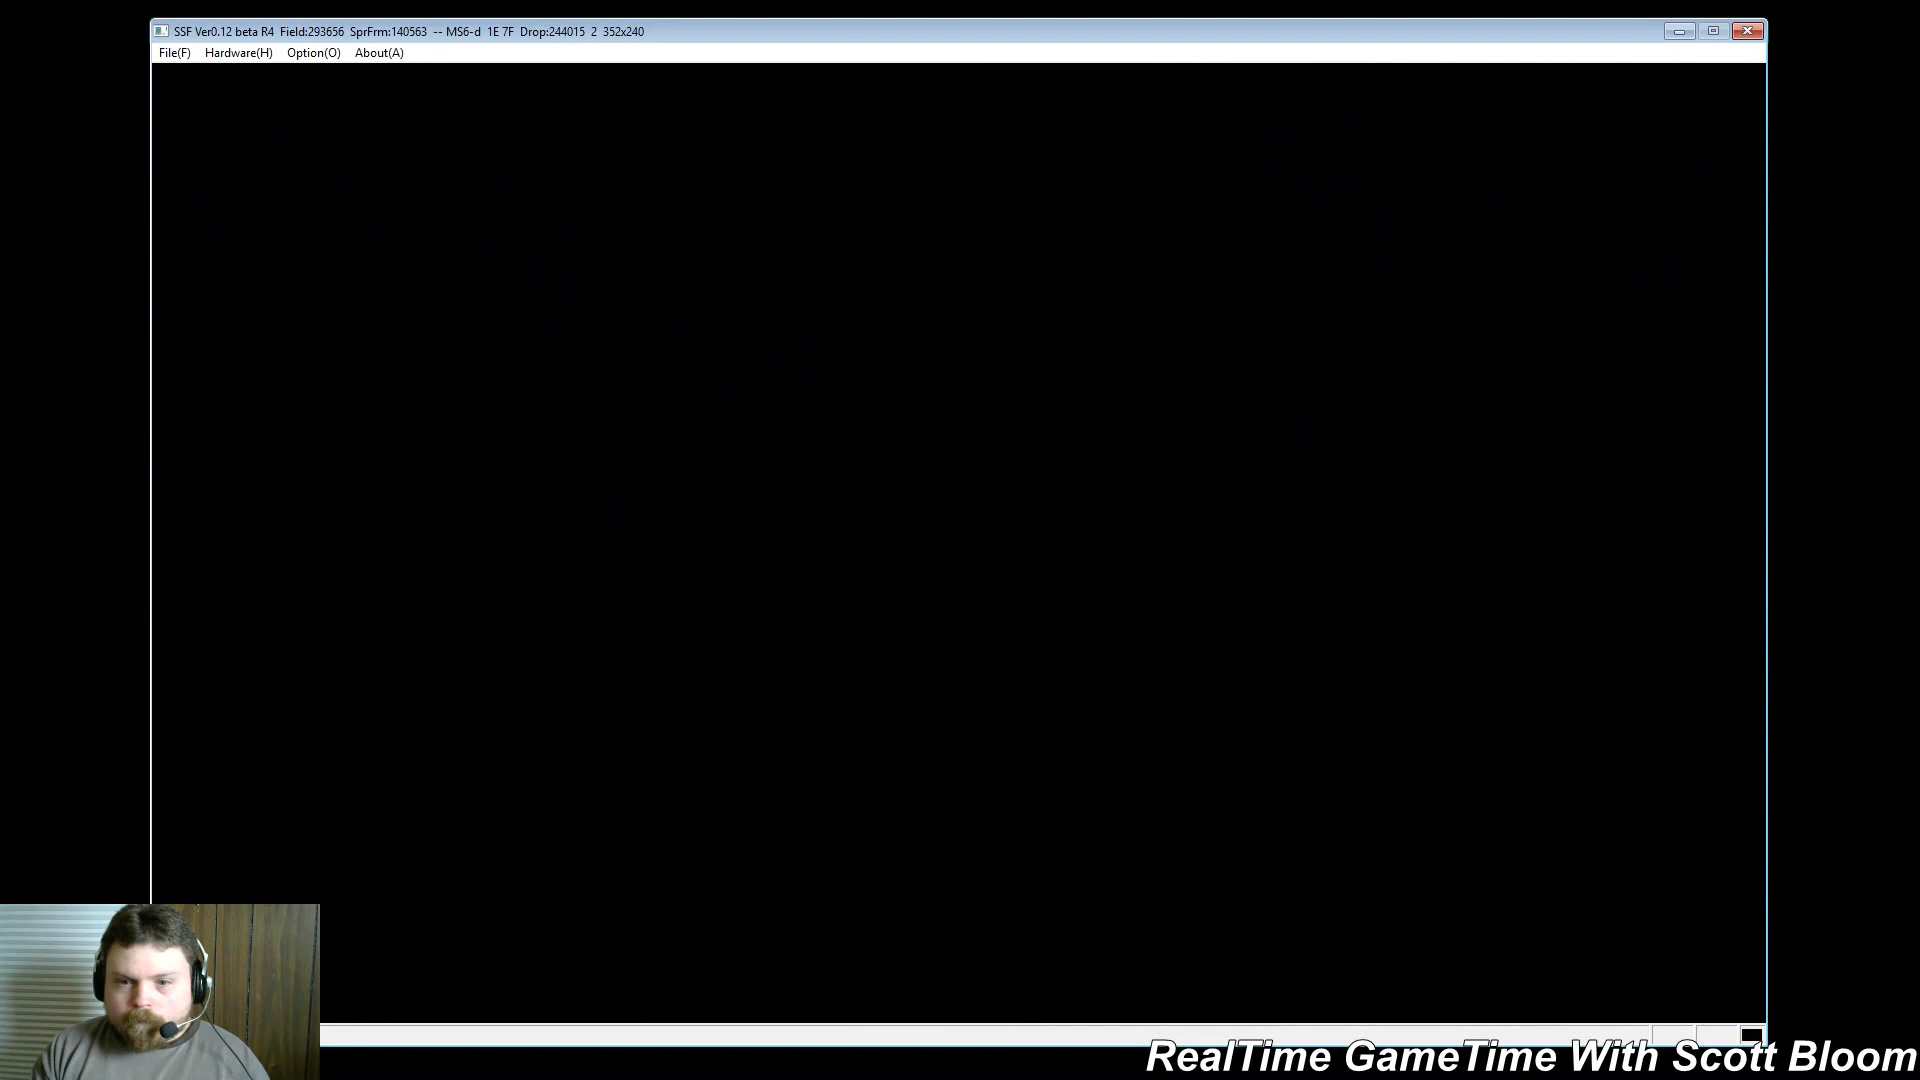 SSF Ver0.12 beta R4 Field:293656 SprFrm:140563 -- MS6-d 1E 7F Drop:244015 2 352x240
File(F) Hardware(H) Option(O) About(A)
RealTime GameTime With Scott Bloom